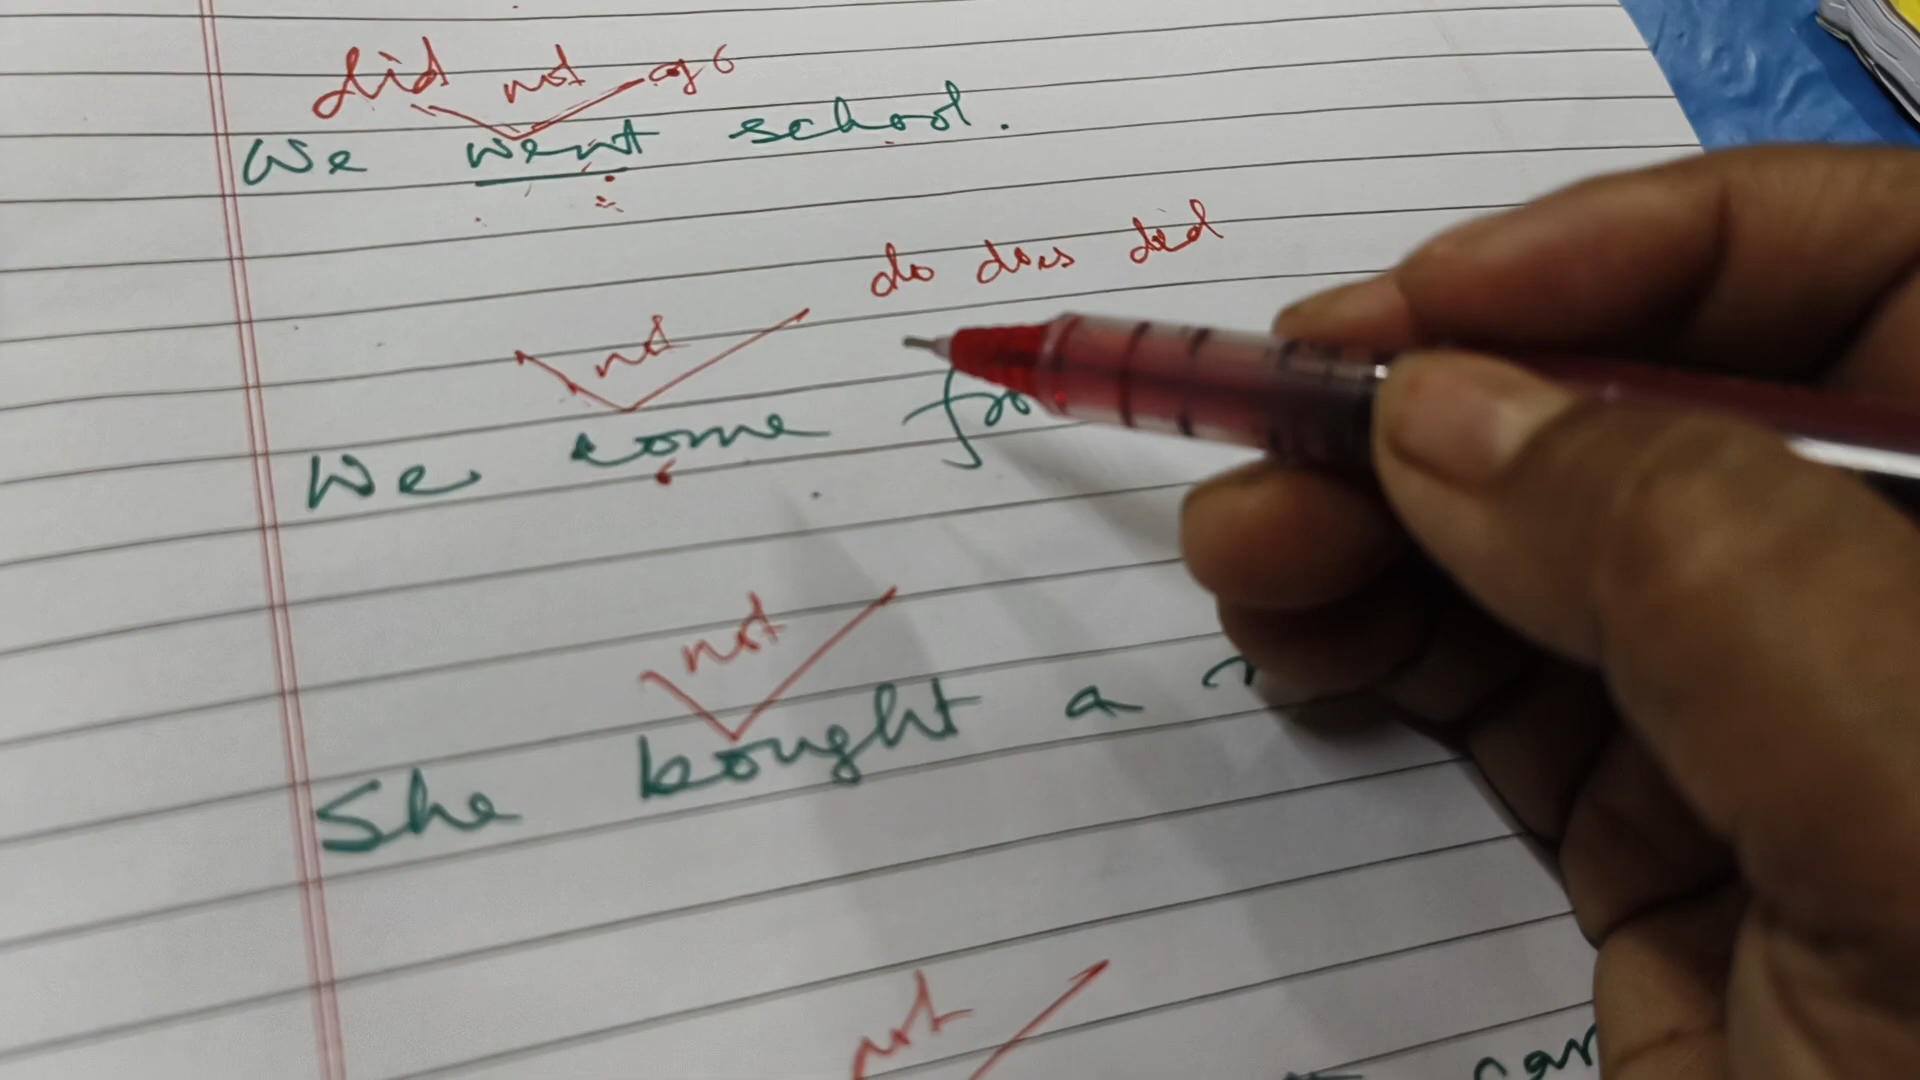 did not go
We went school.
do does did
not
We come
not
She bought a
not